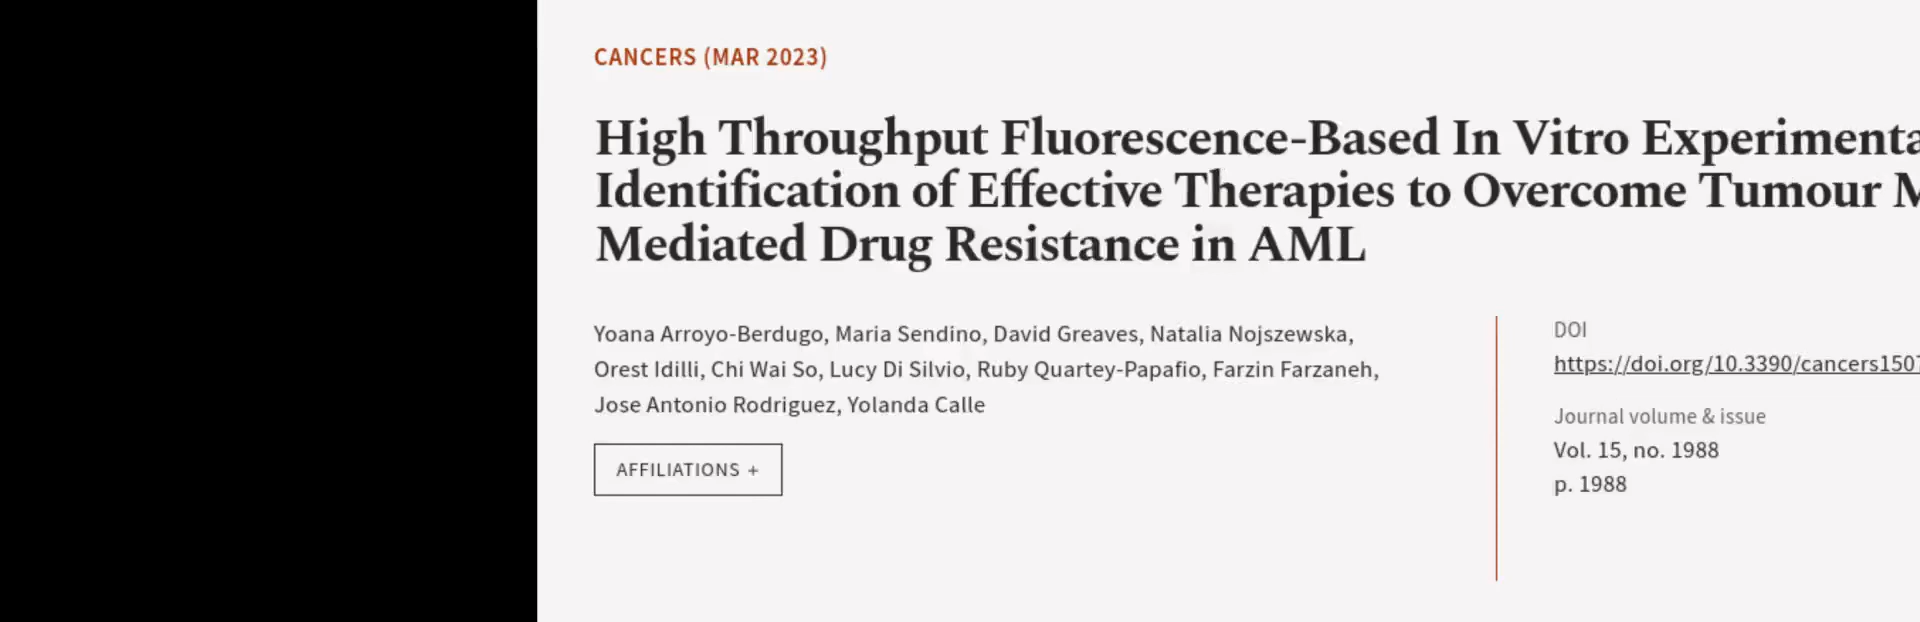 CANCERS (MAR 2023)
High Throughput Fluorescence-Based In Vitro
Identification of Effective Therapies to Overcome Tumour
Mediated Drug Resistance in AML
Yoana Arroyo-Berdugo, Maria Sendino, David Greaves, Natalia Nojszewska,
Orest Idilli, Chi Wai So, Lucy Di Silvio, Ruby Quartey-Papafio, Farzin Farzaneh,
Jose Antonio Rodriguez, Yolanda Calle
AFFILIATIONS +
DOI
https://doi.org/10.3390/cancers150
Journal volume & issue
Vol. 15, no. 1988
p. 1988